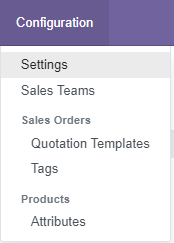 Configuration
Settings
Sales Teams
Sales Orders
Quotation Templates
Tags
Products
Attributes